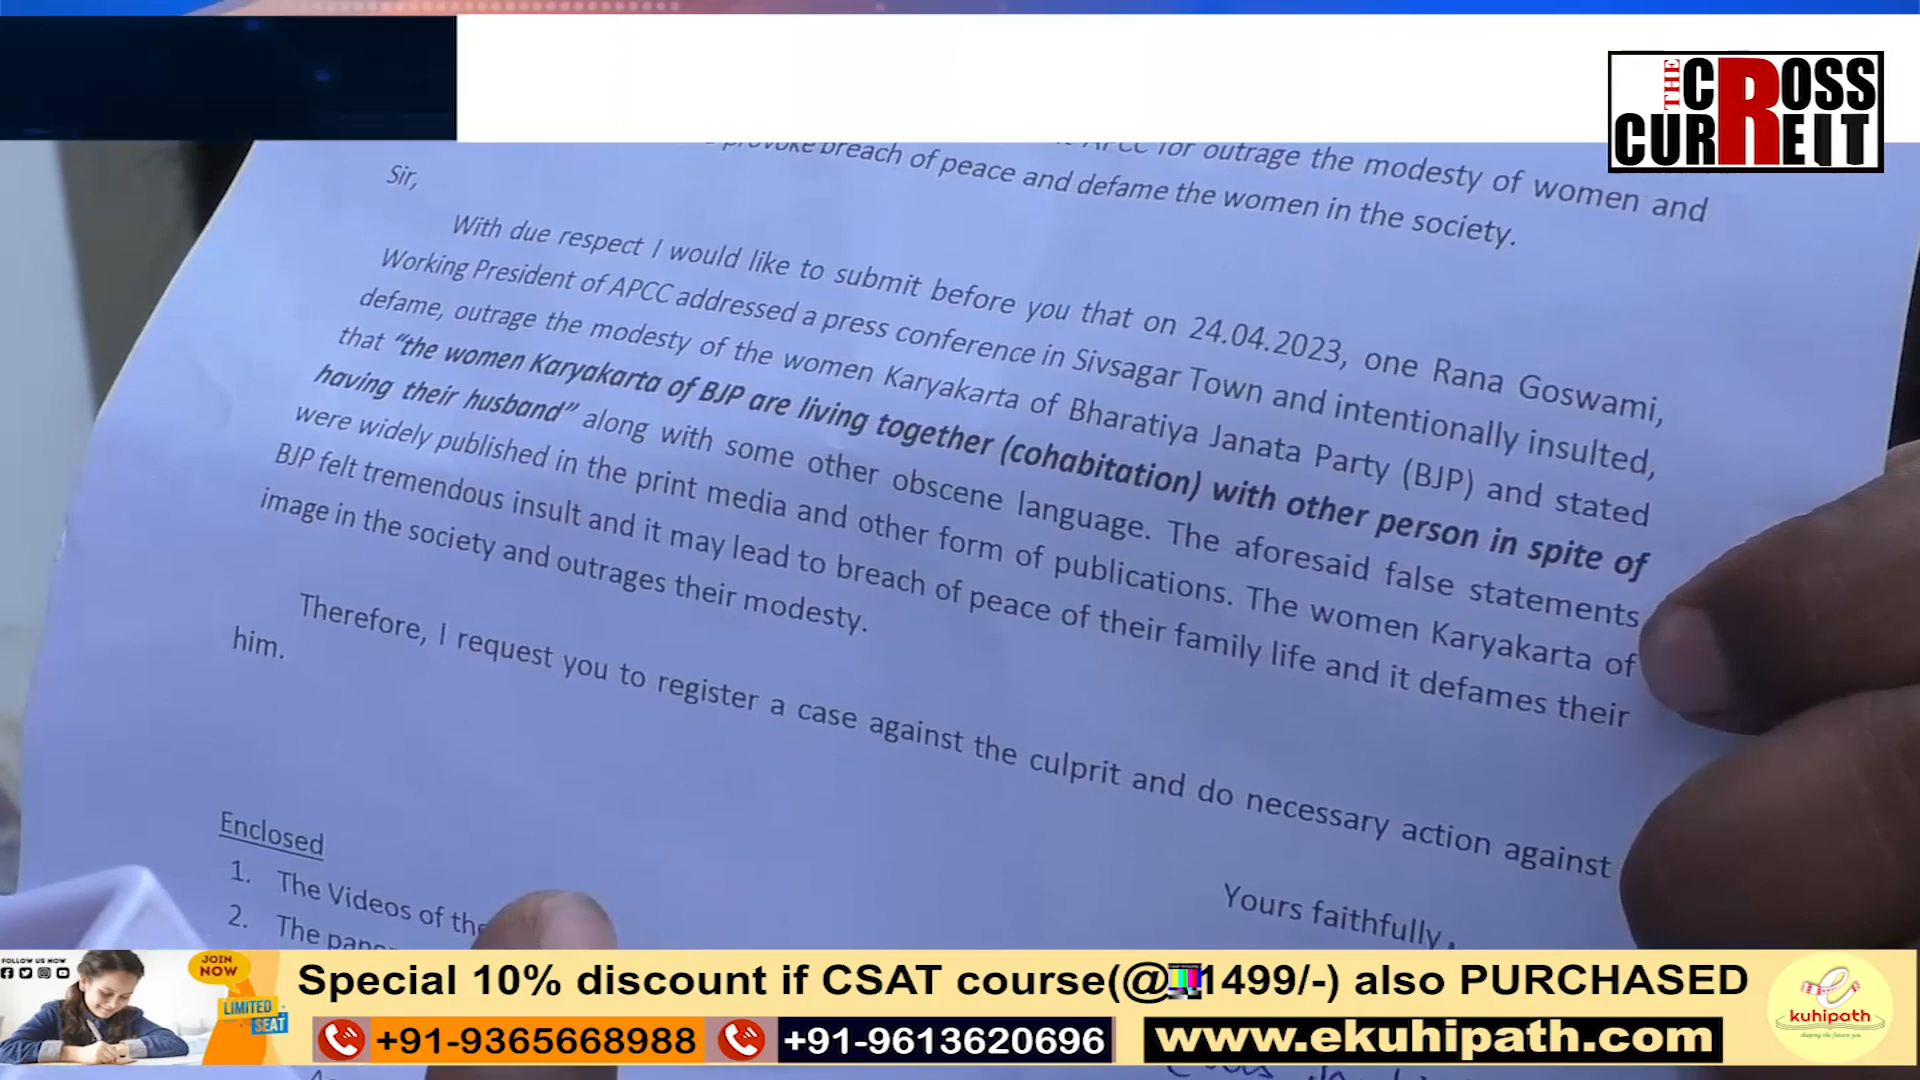 THE CROSS
CURREIT
provoke breach of peace and defame the women in the society.
APCC for outrage the modesty of women and
Sir,
With due respect I would like to submit before you that on 24.04.2023, one Rana Goswami,
Working President of APCC addressed a press conference in Sivsagar Town and intentionally insulted,
defame, outrage the modesty of the women Karyakarta of Bharatiya Janata Party (BJP) and stated
that “the women Karyakarta of BJP are living together (cohabitation) with other person in spite of
having their husband” along with some other obscene language. The aforesaid false statements
were widely published in the print media and other form of publications. The women Karyakarta of
BJP felt tremendous insult and it may lead to breach of peace of their family life and it defames their
image in the society and outrages their modesty.
Therefore, I request you to register a case against the culprit and do necessary action against
him.
Yours faithfully,
Enclosed
1. The Videos of the
2. The
FOLLOW US NOW
JOIN NOW
LIMITED SEAT
Special 10% discount if CSAT course(@ 1499/-) also PURCHASED
+91-9365668988 +91-9613620696 www.ekuhipath.com
kuhipath
shaping the future you